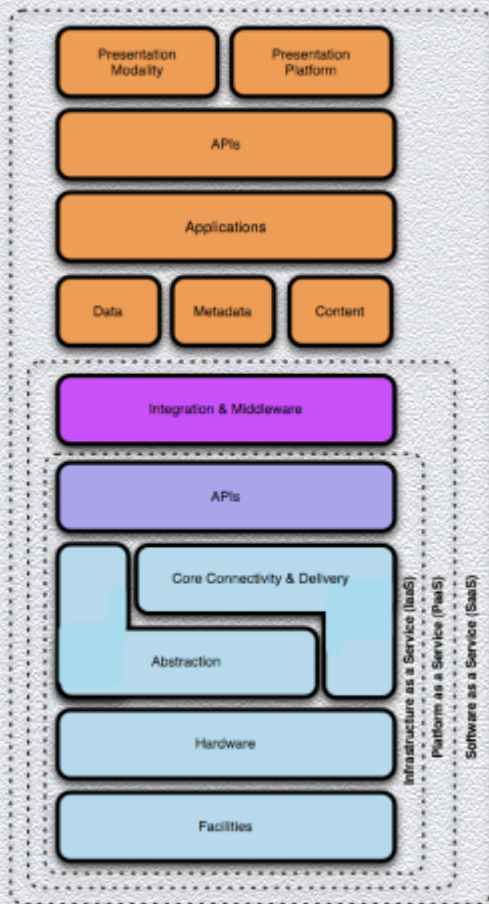 Presentation
Modality
Presentation
Platform
APIs
Applications
Data
Metadata
Content
Integration & Middleware
APIs
Core Connectivity & Delivery
Abstraction
Hardware
Facilities
Infrastructure as a Service (IaaS)
Platform as a Service (PaaS)
Software as a Service (SaaS)